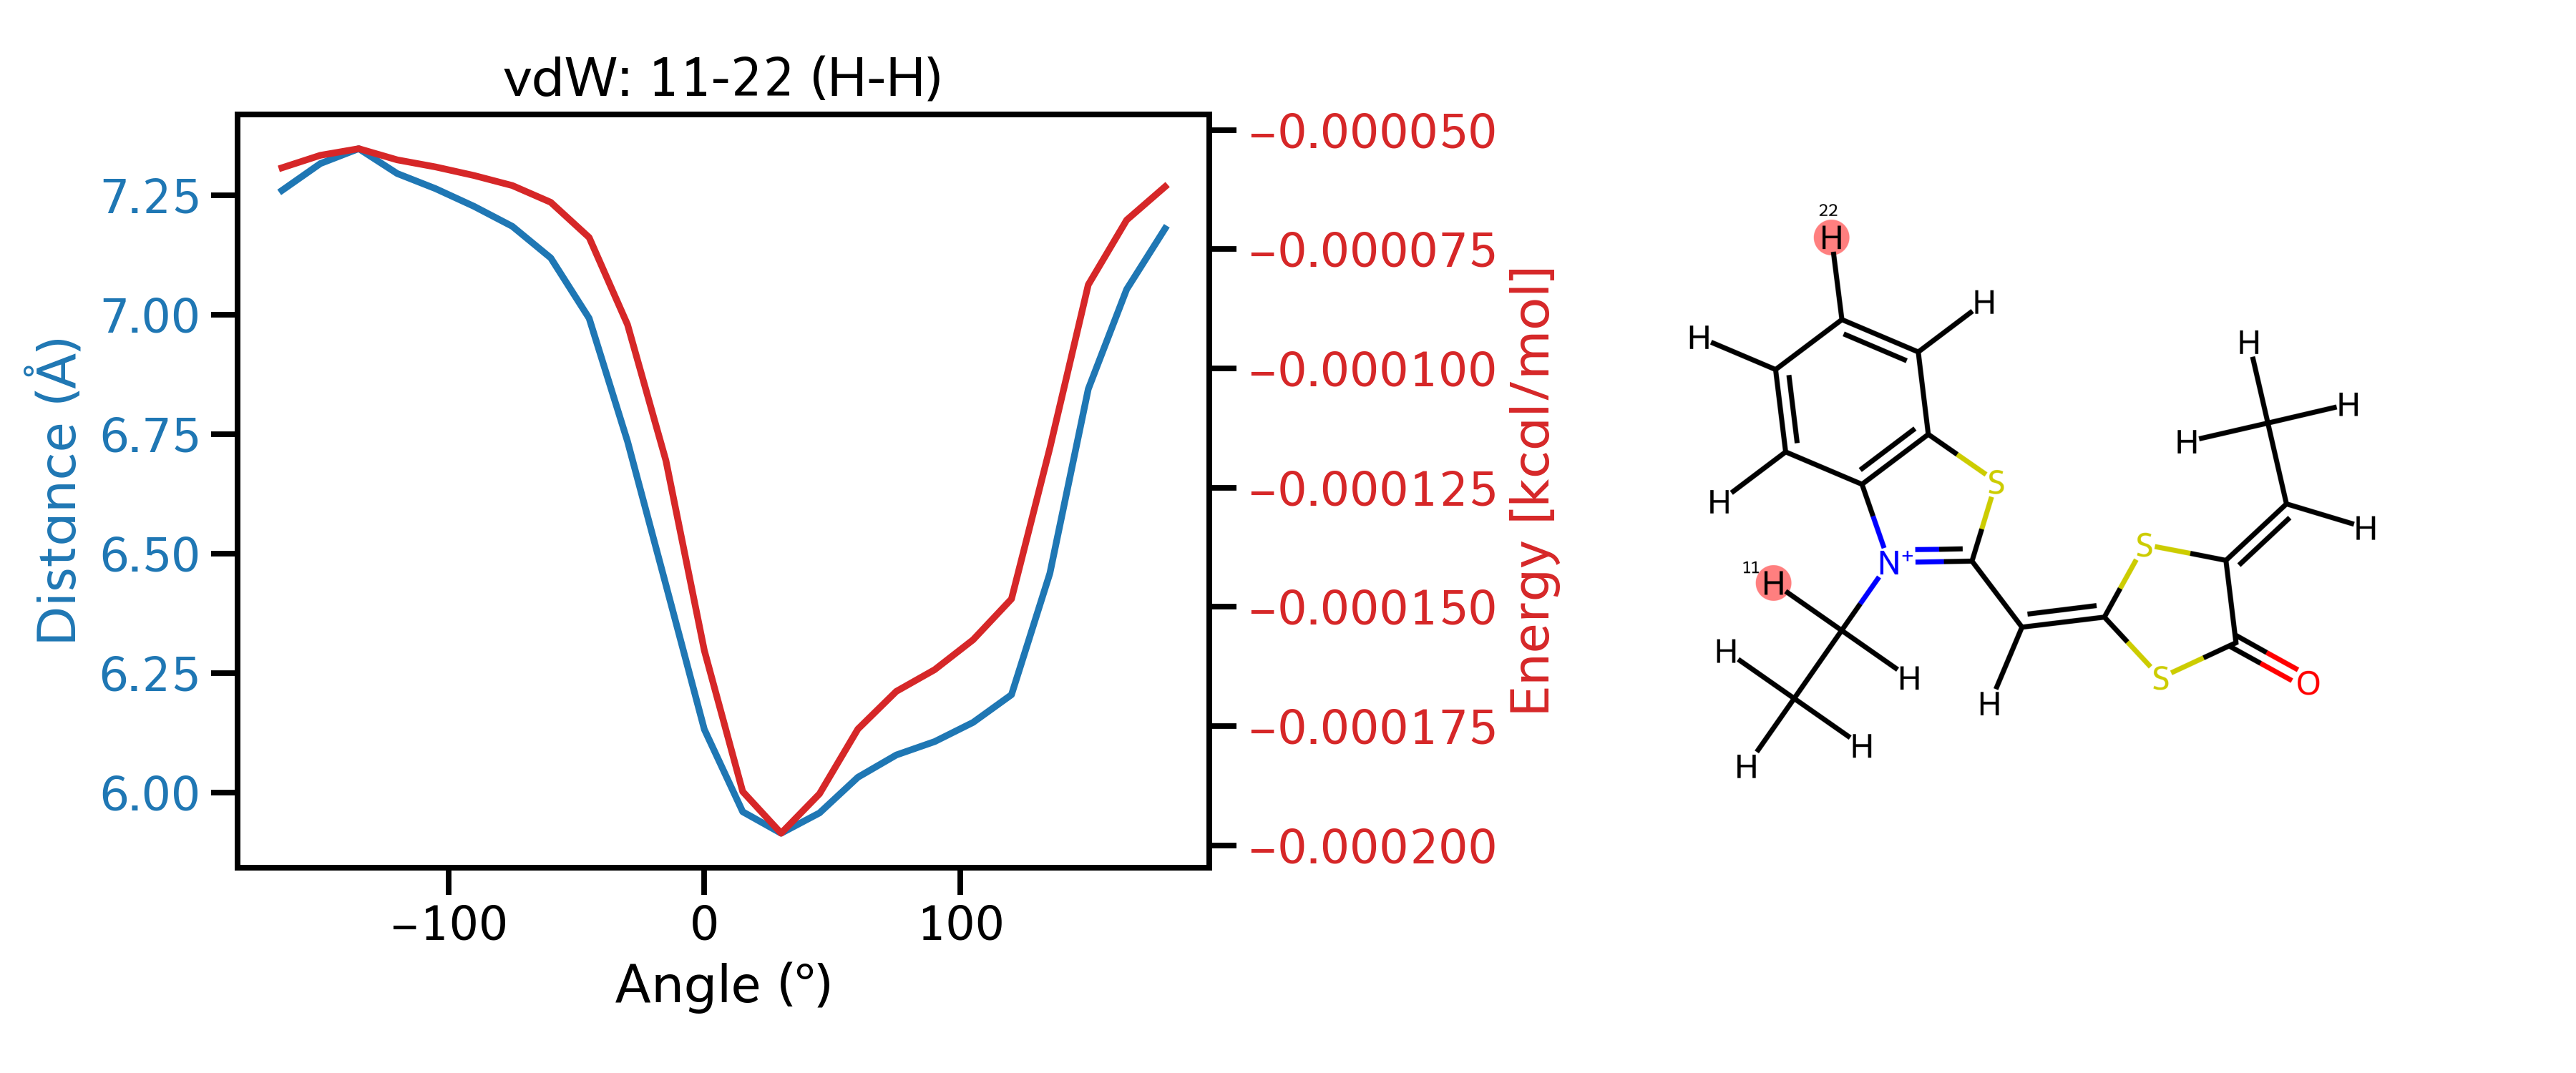 vdW: 11-22 (H-H)
Distance (Å)
7.25
7.00
6.75
6.50
6.25
6.00
−100
0
100
Angle (°)
−0.000050
−0.000075
−0.000100
−0.000125
−0.000150
−0.000175
−0.000200
Energy [kcal/mol]
22
H
H
H
H
H
H
S
H
H
S
N⁺
11
H
H
H
S
O
H
H
H